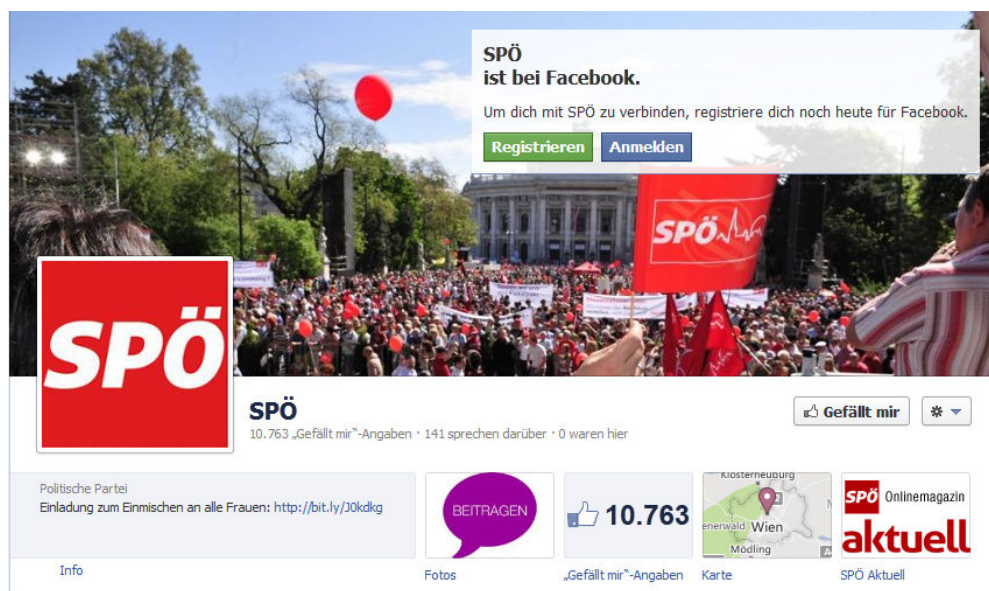 SPÖ
ist bei Facebook.
Um dich mit SPÖ zu verbinden, registriere dich noch heute für Facebook.
Registrieren Anmelden
SPÖ
SPÖ
SPÖ
10.763 „Gefällt mir“-Angaben · 141 sprechen darüber · 0 waren hier
Gefällt mir
Politische Partei
Einladung zum Einmischen an alle Frauen: http://bit.ly/J0kdkg
Info
BEITRAGEN
Fotos
10.763
„Gefällt mir“-Angaben
Klosterneuburg
enerwald Wien
Mödling
Karte
SPÖ Onlinemagazin
aktuell
SPÖ Aktuell